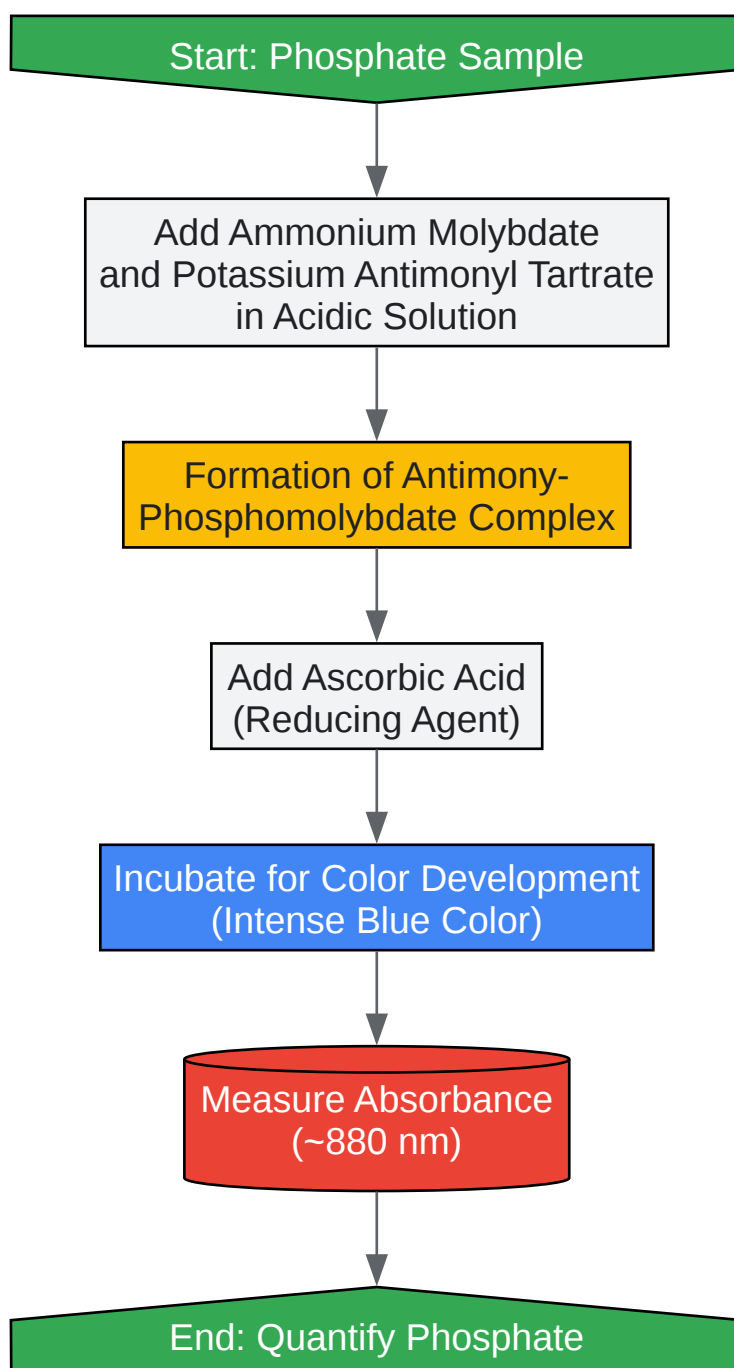 Start: Phosphate Sample
Add Ammonium Molybdate
and Potassium Antimonyl Tartrate
in Acidic Solution
Formation of Antimony-
Phosphomolybdate Complex
Add Ascorbic Acid
(Reducing Agent)
Incubate for Color Development
(Intense Blue Color)
Measure Absorbance
(~880 nm)
End: Quantify Phosphate